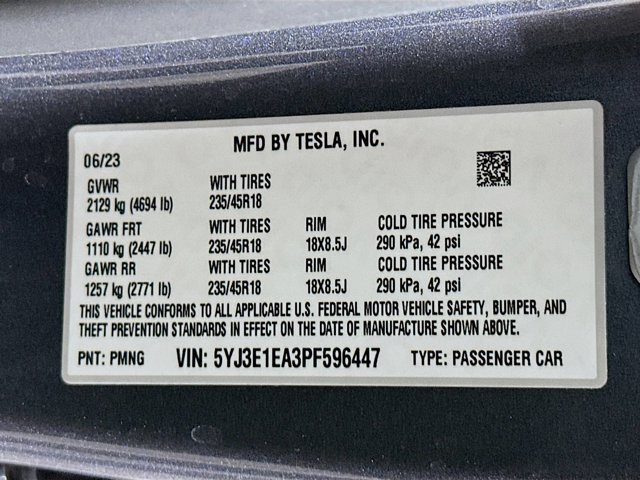 MFD BY TESLA, INC.
06/23
GVWR WITH TIRES
2129 kg (4694 lb) 235/45R18
GAWR FRT WITH TIRES RIM COLD TIRE PRESSURE
1110 kg (2447 lb) 235/45R18 18X8.5J 290 kPa, 42 psi
GAWR RR WITH TIRES RIM COLD TIRE PRESSURE
1257 kg (2771 lb) 235/45R18 18X8.5J 290 kPa, 42 psi
THIS VEHICLE CONFORMS TO ALL APPLICABLE U.S. FEDERAL MOTOR VEHICLE SAFETY, BUMPER, AND
THEFT PREVENTION STANDARDS IN EFFECT ON THE DATE OF MANUFACTURE SHOWN ABOVE.
PNT: PMNG VIN: 5YJ3E1EA3PF596447 TYPE: PASSENGER CAR